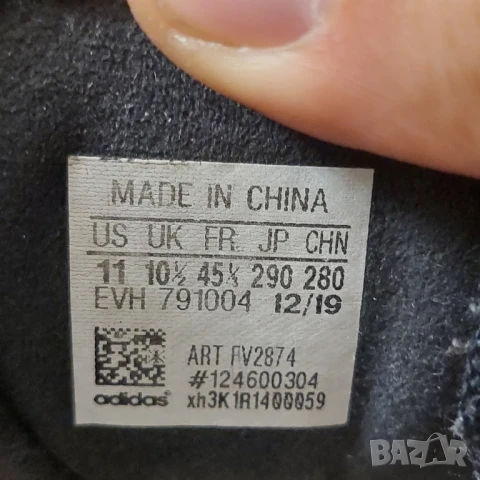 MADE IN CHINA
US UK FR JP CHN
11 10½ 45⅓ 290 280
EVH 791004 12/19
ART FV2874
#124600304
adidas
xh3K1R1400059
BAZAR